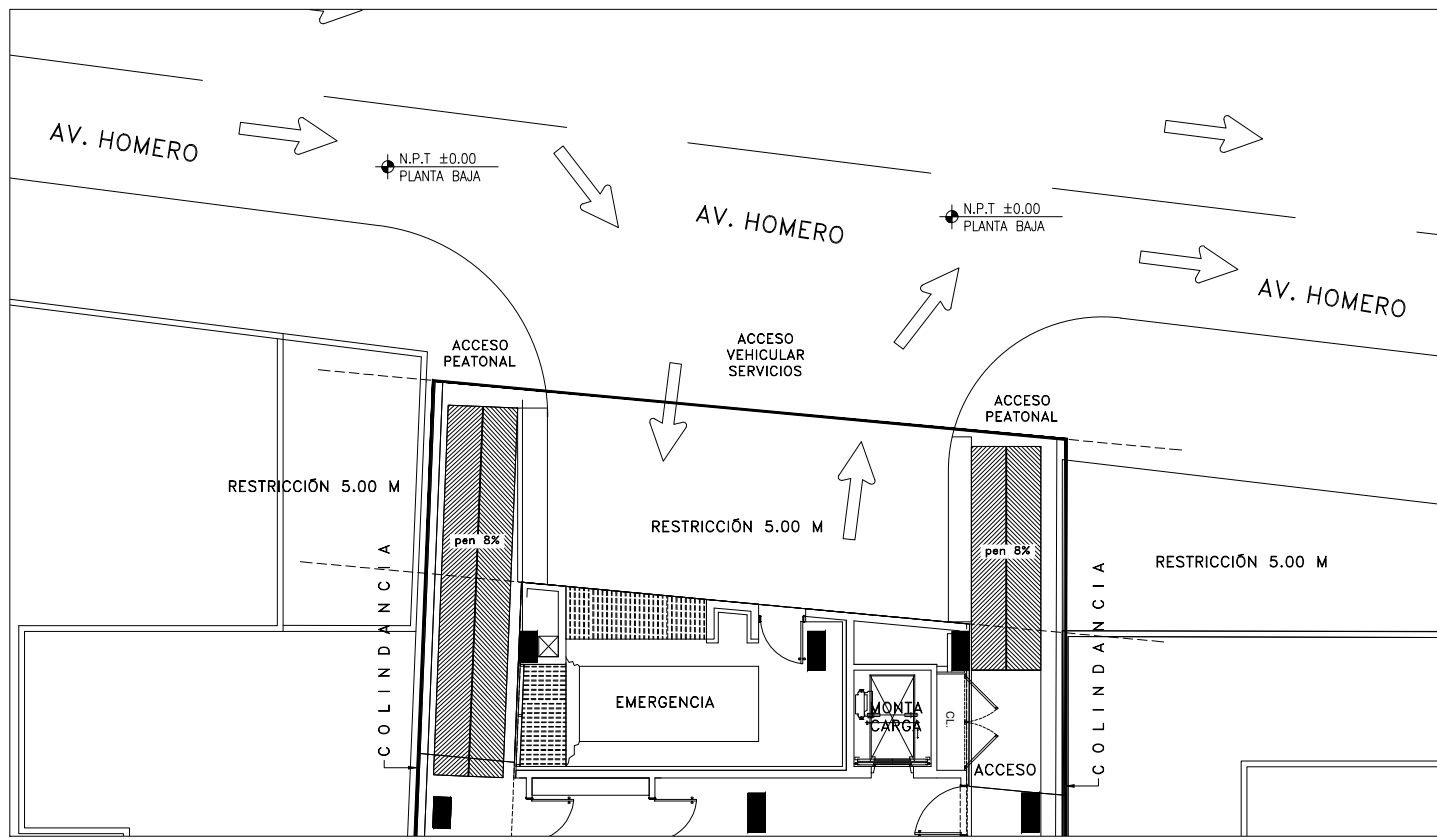 AV. HOMERO
N.P.T ±0.00
PLANTA BAJA
AV. HOMERO
N.P.T ±0.00
PLANTA BAJA
AV. HOMERO
ACCESO
PEATONAL
ACCESO
VEHICULAR
SERVICIOS
ACCESO
PEATONAL
RESTRICCIÓN 5.00 M
RESTRICCIÓN 5.00 M
RESTRICCIÓN 5.00 M
pen 8%
pen 8%
COLINDANCIA
COLINDANCIA
EMERGENCIA
MONTA
CARGA
CL.
ACCESO